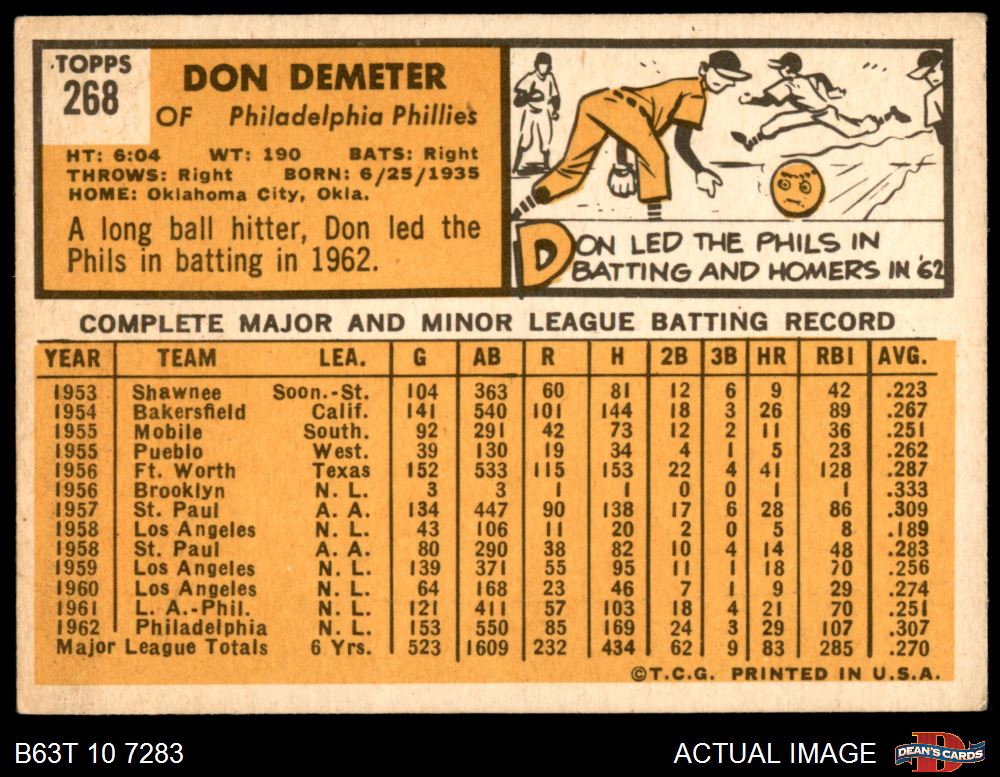 TOPPS
268
DON DEMETER
OF Philadelphia Phillies
HT: 6:04 WT: 190 BATS: Right
THROWS: Right BORN: 6/25/1935
HOME: Oklahoma City, Okla.
A long ball hitter, Don led the
Phils in batting in 1962.
DON LED THE PHILS IN
BATTING AND HOMERS IN '62
COMPLETE MAJOR AND MINOR LEAGUE BATTING RECORD
YEAR TEAM LEA. G AB R H 2B 3B HR RBI AVG.
1953 Shawnee Soon.-St. 104 363 60 81 12 6 9 42 .223
1954 Bakersfield Calif. 141 540 101 144 18 3 26 89 .267
1955 Mobile South. 92 291 42 73 12 2 11 36 .251
1955 Pueblo West. 39 130 19 34 4 1 5 23 .262
1956 Ft. Worth Texas 152 533 115 153 22 4 41 128 .287
1956 Brooklyn N. L. 3 3 1 1 0 0 1 1 .333
1957 St. Paul A. A. 134 447 90 138 17 6 28 86 .309
1958 Los Angeles N. L. 43 106 11 20 2 0 5 8 .189
1958 St. Paul A. A. 80 290 38 82 10 4 14 48 .283
1959 Los Angeles N. L. 139 371 55 95 11 1 18 70 .256
1960 Los Angeles N. L. 64 168 23 46 7 1 9 29 .274
1961 L. A.-Phil. N. L. 121 411 57 103 18 4 21 70 .251
1962 Philadelphia N. L. 153 550 85 169 24 3 29 107 .307
Major League Totals 6 Yrs. 523 1609 232 434 62 9 83 285 .270
©T.C.G. PRINTED IN U.S.A.
B63T 10 7283
ACTUAL IMAGE
D
DEAN'S CARDS